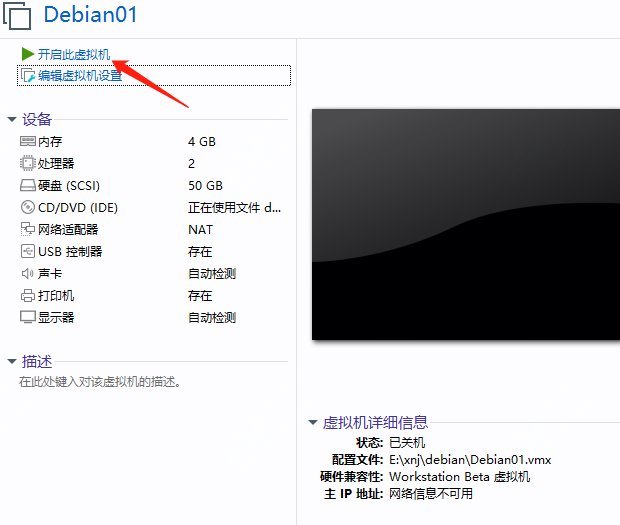 Debian01
开启此虚拟机
编辑虚拟机设置
设备
内存 4 GB
处理器 2
硬盘 (SCSI) 50 GB
CD/DVD (IDE) 正在使用文件 d...
网络适配器 NAT
USB 控制器 存在
声卡 自动检测
打印机 存在
显示器 自动检测
描述
在此处键入对该虚拟机的描述。
虚拟机详细信息
状态: 已关机
配置文件: E:\xnj\debian\Debian01.vmx
硬件兼容性: Workstation Beta 虚拟机
主 IP 地址: 网络信息不可用